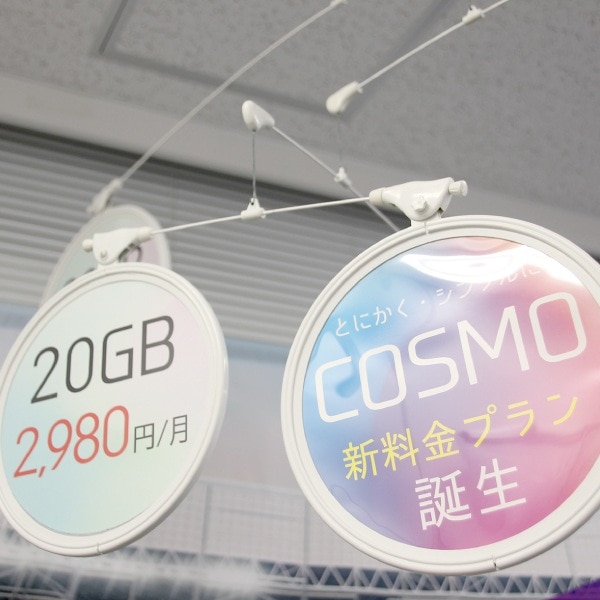 20GB
2,980円/月
とにかく・シンプルに
COSMO
新料金プラン
誕生